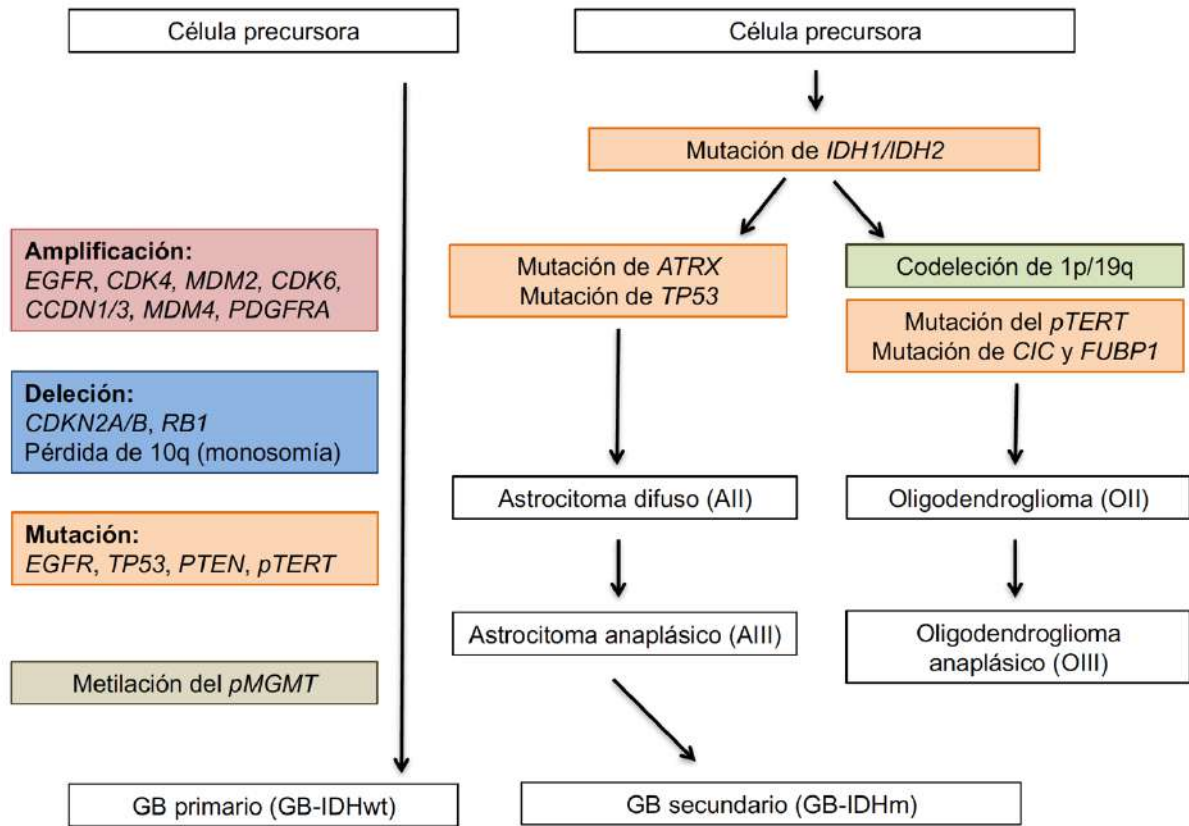 Célula precursora
Amplificación:
EGFR, CDK4, MDM2, CDK6,
CCDN1/3, MDM4, PDGFRA
Deleción:
CDKN2A/B, RB1
Pérdida de 10q (monosomía)
Mutación:
EGFR, TP53, PTEN, pTERT
Metilación del pMGMT
GB primario (GB-IDHwt)
Célula precursora
Mutación de IDH1/IDH2
Mutación de ATRX
Mutación de TP53
Astrocitoma difuso (AII)
Astrocitoma anaplásico (AIII)
GB secundario (GB-IDHm)
Codeleción de 1p/19q
Mutación del pTERT
Mutación de CIC y FUBP1
Oligodendroglioma (OII)
Oligodendroglioma
anaplásico (OIII)